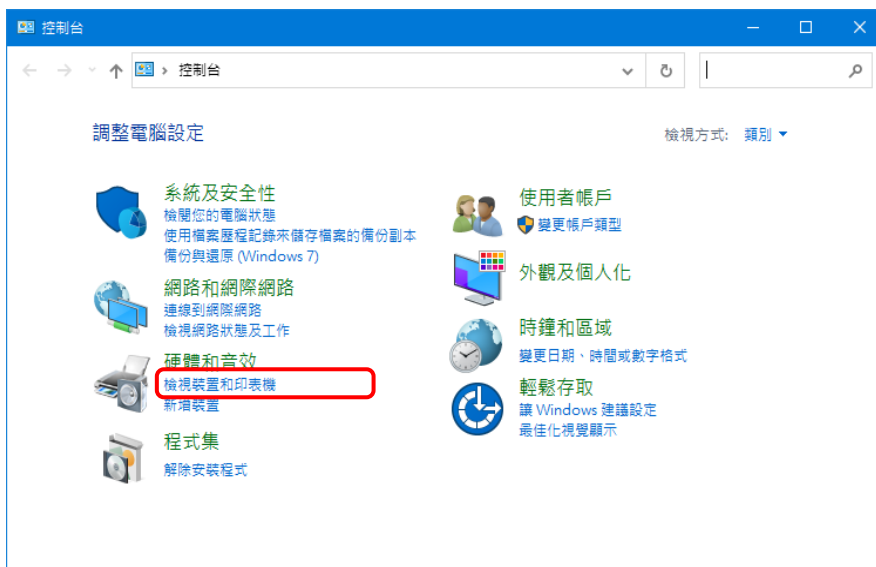 控制台
控制台
調整電腦設定
檢視方式: 類別
系統及安全性
檢閱您的電腦狀態
使用檔案歷程記錄來儲存檔案的備份副本
備份與還原 (Windows 7)
網路和網際網路
連線到網際網路
檢視網路狀態及工作
硬體和音效
檢視裝置和印表機
新增裝置
程式集
解除安裝程式
使用者帳戶
變更帳戶類型
外觀及個人化
時鐘和區域
變更日期、時間或數字格式
輕鬆存取
讓 Windows 建議設定
最佳化視覺顯示